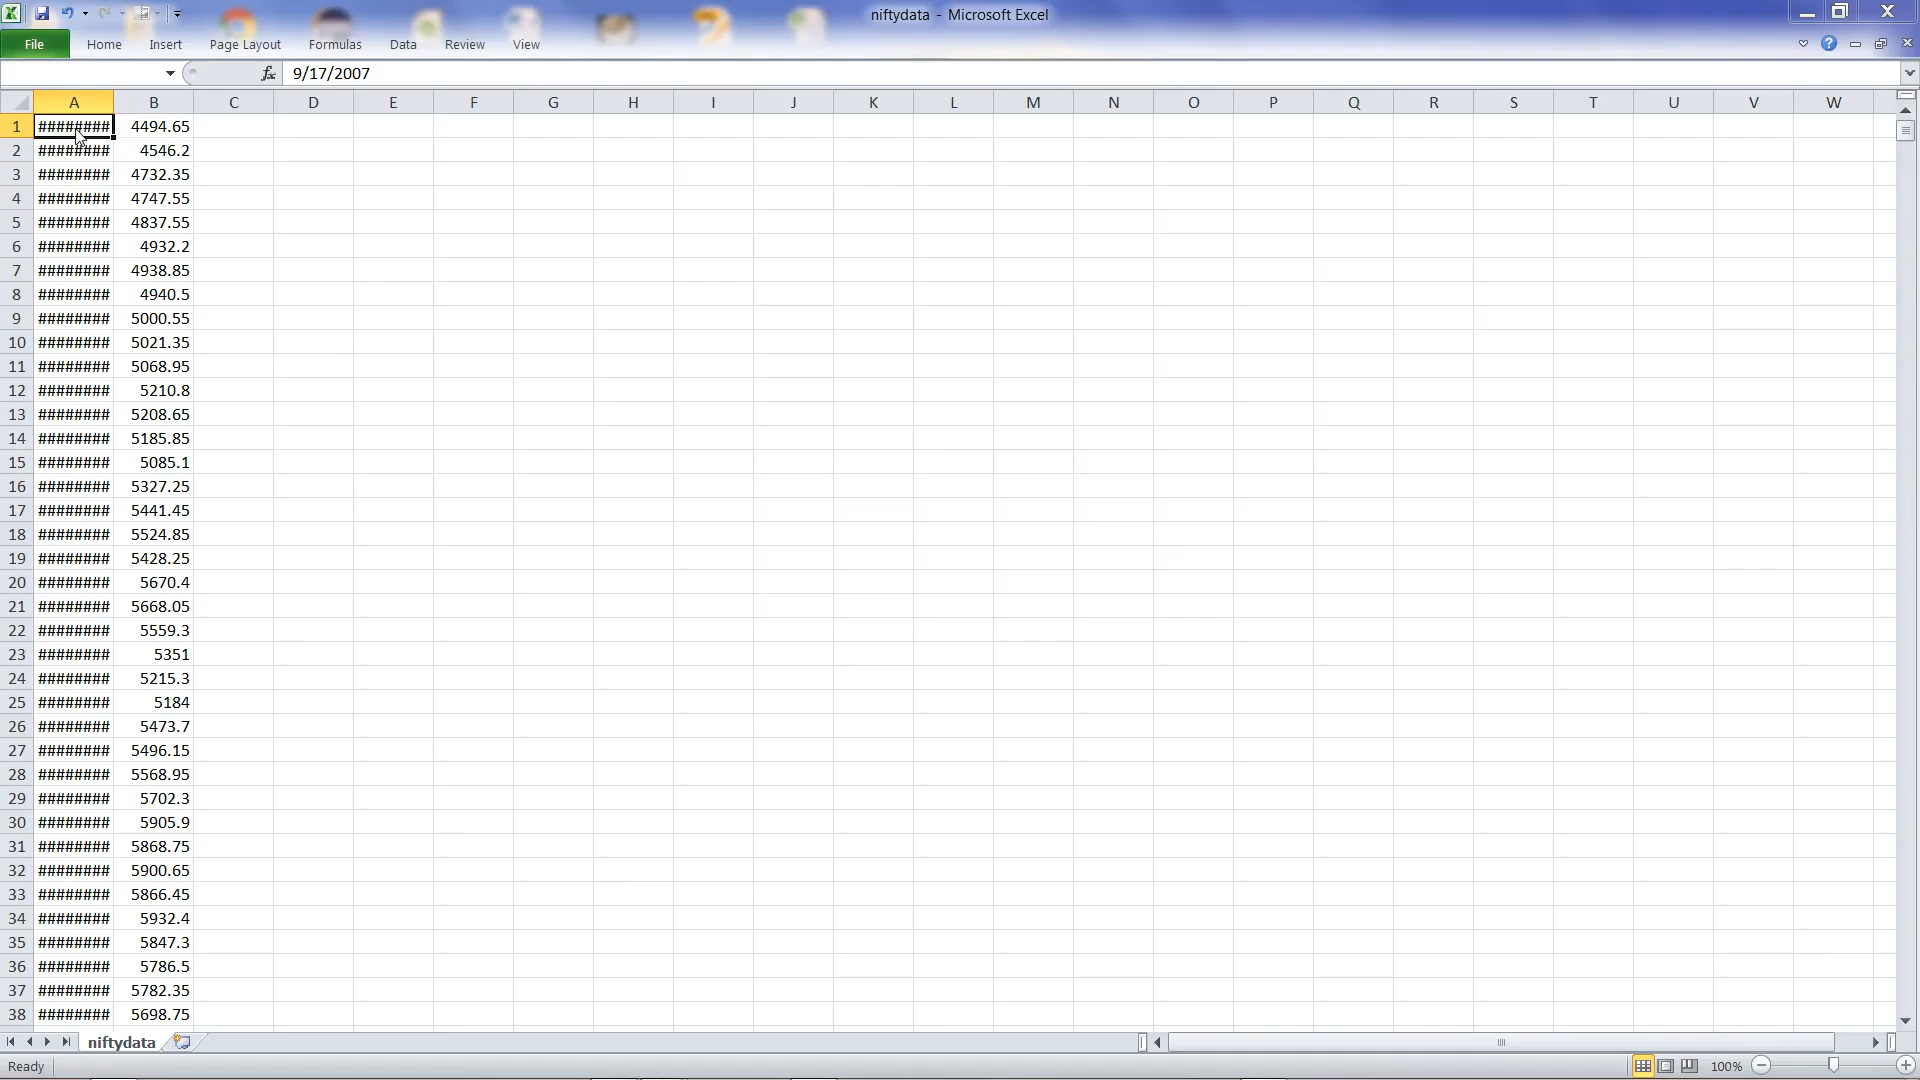 niftydata - Microsoft Excel
File Home Insert Page Layout Formulas Data Review View
fx 9/17/2007
A B C D E F G H I J K L M N O P Q R S T U V W
1 ######## 4494.65
2 ######## 4546.2
3 ######## 4732.35
4 ######## 4747.55
5 ######## 4837.55
6 ######## 4932.2
7 ######## 4938.85
8 ######## 4940.5
9 ######## 5000.55
10 ######## 5021.35
11 ######## 5068.95
12 ######## 5210.8
13 ######## 5208.65
14 ######## 5185.85
15 ######## 5085.1
16 ######## 5327.25
17 ######## 5441.45
18 ######## 5524.85
19 ######## 5428.25
20 ######## 5670.4
21 ######## 5668.05
22 ######## 5559.3
23 ######## 5351
24 ######## 5215.3
25 ######## 5184
26 ######## 5473.7
27 ######## 5496.15
28 ######## 5568.95
29 ######## 5702.3
30 ######## 5905.9
31 ######## 5868.75
32 ######## 5900.65
33 ######## 5866.45
34 ######## 5932.4
35 ######## 5847.3
36 ######## 5786.5
37 ######## 5782.35
38 ######## 5698.75
niftydata
Ready 100%